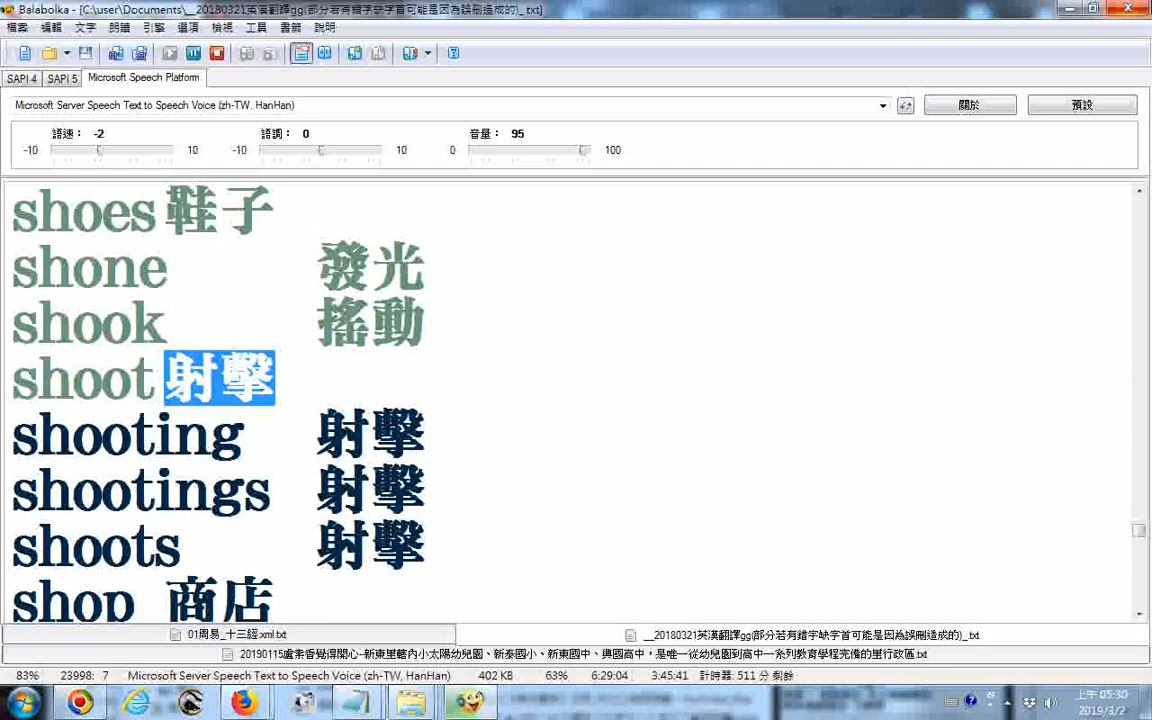 Balabolka - [C:\user\Documents\__20180321英漢翻譯gg(部分若有錯字缺字首可能是因為誤刪造成的)_.txt]
檔案 編輯 文字 朗讀 引擎 選項 檢視 工具 書籤 說明
SAPI 4 SAPI 5 Microsoft Speech Platform
Microsoft Server Speech Text to Speech Voice (zh-TW, HanHan) 關於 預設
語速： -2 語調： 0 音量： 95
-10 10 -10 10 0 100
shoes 鞋子
shone 發光
shook 搖動
shoot 射擊
shooting 射擊
shootings 射擊
shoots 射擊
shop 商店
01周易_十三經.xml.txt __20180321英漢翻譯gg(部分若有錯字缺字首可能是因為誤刪造成的)_.txt
20190115盧素香覺得開心-新東里轄內小太陽幼兒園、新泰國小、新東國中、興國高中，是唯一從幼兒園到高中一系列教育學程完備的里行政區.txt
83% 23998: 7 Microsoft Server Speech Text to Speech Voice (zh-TW, HanHan) 402 KB 63% 6:29:04 3:45:41 計時器: 511 分 剩餘
上午 05:30
2019/3/2